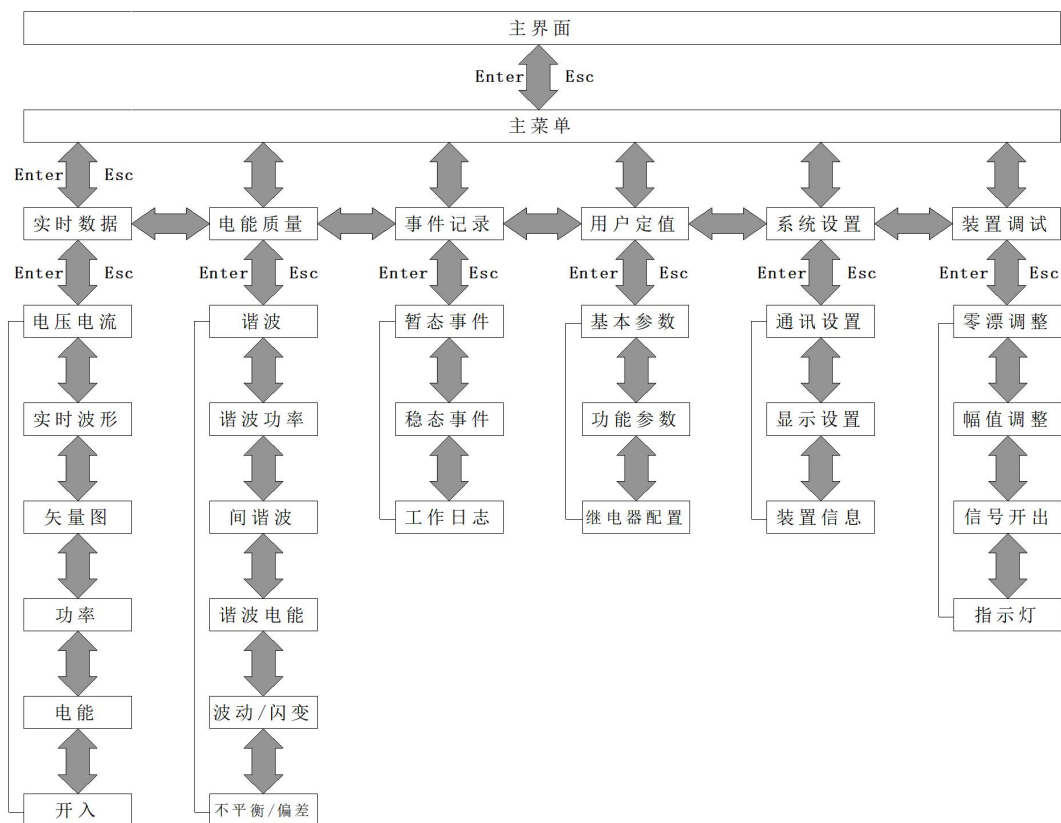 主界面
Enter Esc
主菜单
Enter Esc
实时数据 电能质量 事件记录 用户定值 系统设置 装置调试
Enter Esc Enter Esc Enter Esc Enter Esc Enter Esc Enter Esc
电压电流 谐波 暂态事件 基本参数 通讯设置 零漂调整
实时波形 谐波功率 稳态事件 功能参数 显示设置 幅值调整
矢量图 间谐波 工作日志 继电器配置 装置信息 信号开出
功率 谐波电能 指示灯
电能 波动/闪变
开入 不平衡/偏差